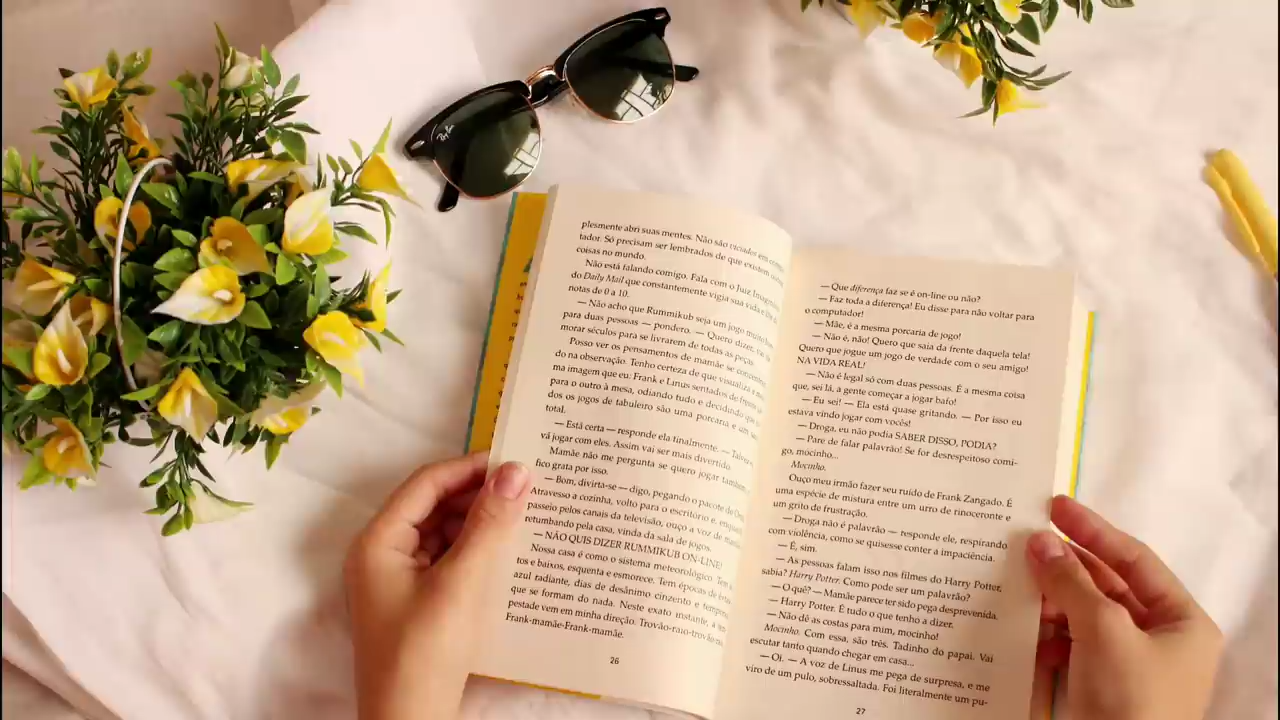 Ray-Ban
plesmente abri suas mentes. Não são viciados em
tador. Só precisam ser lembrados de que existem
coisas no mundo.
Não está falando comigo. Fala com o Juiz
do Daily Mail que constantemente vigia sua vida e
notas de 0 a 10.
— Não acho que Rummikub seja um jogo muito
para duas pessoas — pondero. — Quero dizer, vai
morar séculos para se livrarem de todas as peças.
Posso ver os pensamentos de mamãe se
do na observação. Tenho certeza de que visualiza a
ma imagem que eu: Frank e Linus sentados de frente
para o outro à mesa, odiando tudo e decidindo que
dos os jogos de tabuleiro são uma porcaria e um
total.
— Está certa — responde ela finalmente. —
vá jogar com eles. Assim vai ser mais divertido.
Mamãe não me pergunta se quero jogar também.
fico grata por isso.
— Bom, divirta-se — digo, pegando o pacote de
Atravesso a cozinha, volto para o escritório e,
passeio pelos canais da televisão, ouço a voz de
retumbando pela casa, vinda da sala de jogos.
— NÃO QUIS DIZER RUMMIKUB ON-LINE!
Nossa casa é como o sistema meteorológico. Tem
tos e baixos, esquenta e esmorece. Tem épocas de
azul radiante, dias de desânimo cinzento e
que se formam do nada. Neste exato instante, a
pestade vem em minha direção. Trovão-raio-trovão
Frank-mamãe-Frank-mamãe.
26
— Que diferença faz se é on-line ou não?
— Faz toda a diferença! Eu disse para não voltar para
o computador!
— Mãe, é a mesma porcaria de jogo!
— Não é, não! Quero que saia da frente daquela tela!
Quero que jogue um jogo de verdade com o seu amigo!
NA VIDA REAL!
— Não é legal só com duas pessoas. É a mesma coisa
que, sei lá, a gente começar a jogar bafo!
— Eu sei! — Ela está quase gritando. — Por isso eu
estava vindo jogar com vocês!
— Droga, eu não podia SABER DISSO, PODIA?
— Pare de falar palavrão! Se for desrespeitoso comi-
go, mocinho...
Mocinho.
Ouço meu irmão fazer seu ruído de Frank Zangado. É
uma espécie de mistura entre um urro de rinoceronte e
um grito de frustração.
— Droga não é palavrão — responde ele, respirando
com violência, como se quisesse conter a impaciência.
— É, sim.
— As pessoas falam isso nos filmes do Harry Potter,
sabia? Harry Potter. Como pode ser um palavrão?
— O quê? — Mamãe parece ter sido pega desprevenida.
— Harry Potter. É tudo o que tenho a dizer.
— Não dê as costas para mim, mocinho!
Mocinho. Com essa, são três. Tadinho do papai. Vai
escutar tanto quando chegar em casa...
— Oi. — A voz de Linus me pega de surpresa, e me
viro de um pulo, sobressaltada. Foi literalmente um pu-
27